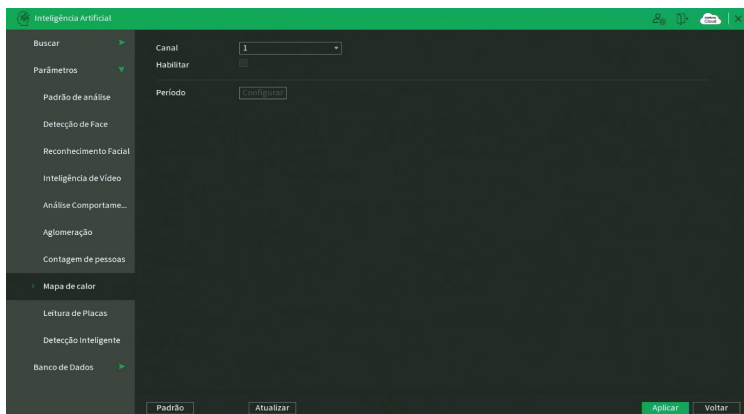 Inteligência Artificial
Cloud
Buscar
Parâmetros
Padrão de análise
Detecção de Face
Reconhecimento Facial
Inteligência de Vídeo
Análise Comportame...
Aglomeração
Contagem de pessoas
Mapa de calor
Leitura de Placas
Detecção Inteligente
Banco de Dados
Canal 1
Habilitar
Período Configurar
Padrão Atualizar Aplicar Voltar